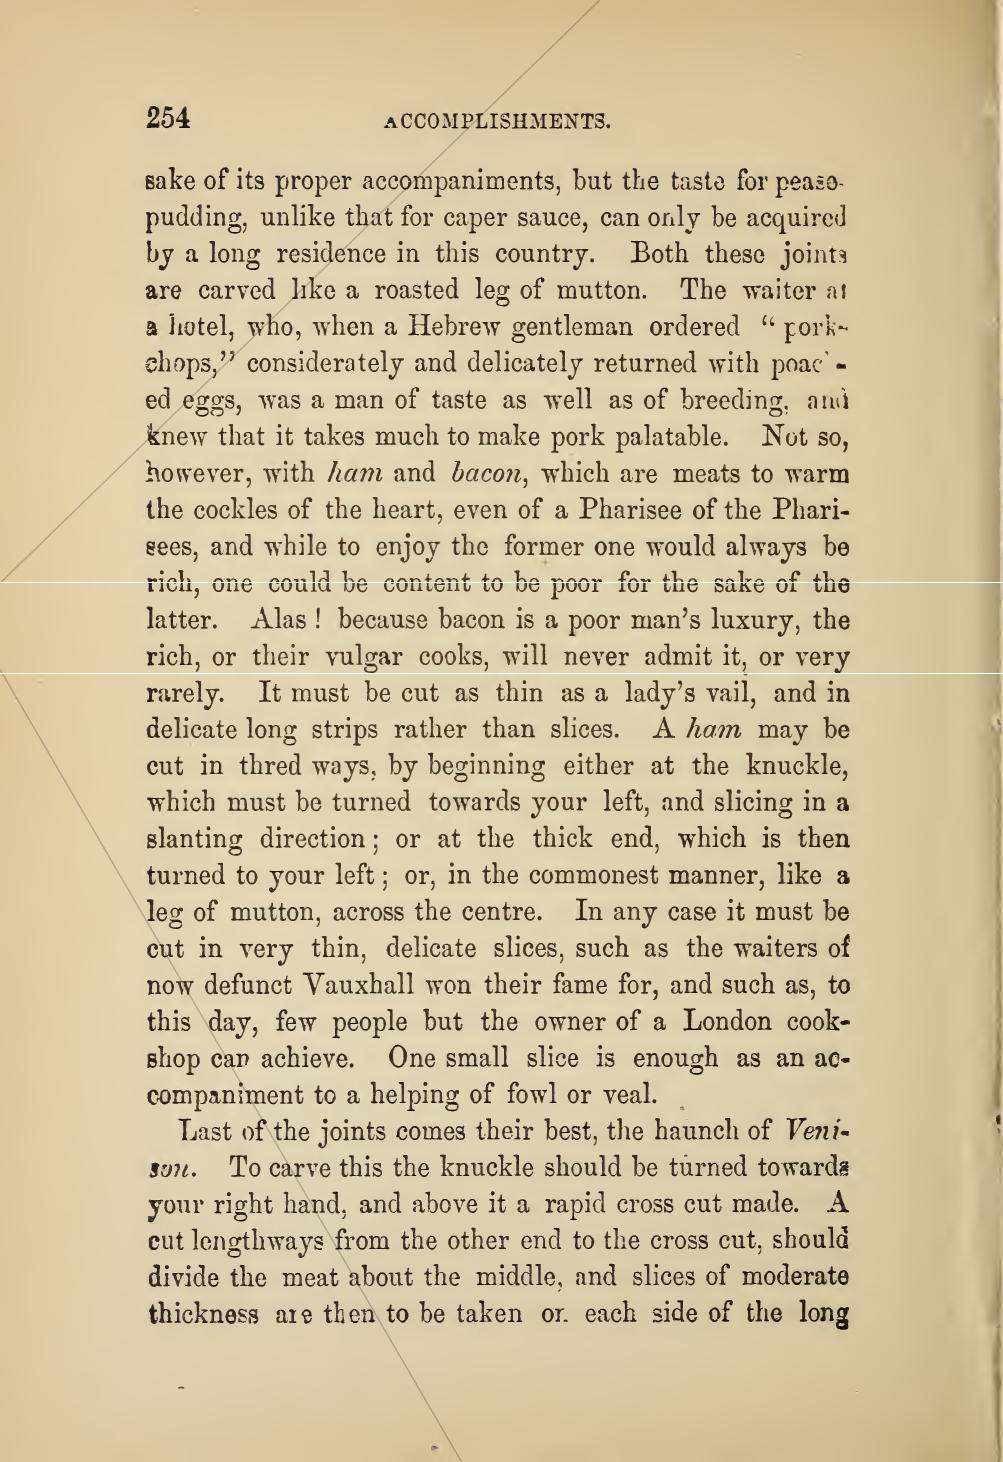 254 ACCOMPLISHMENTS.
sake of its proper accompaniments, but the taste for pease-
pudding, unlike that for caper sauce, can only be acquired
by a long residence in this country. Both these joints
are carved like a roasted leg of mutton. The waiter at
a hotel, who, when a Hebrew gentleman ordered “ pork-
chops,” considerately and delicately returned with poach-
ed eggs, was a man of taste as well as of breeding, and
knew that it takes much to make pork palatable. Not so,
however, with ham and bacon, which are meats to warm
the cockles of the heart, even of a Pharisee of the Phari-
sees, and while to enjoy the former one would always be
rich, one could be content to be poor for the sake of the
latter. Alas ! because bacon is a poor man’s luxury, the
rich, or their vulgar cooks, will never admit it, or very
rarely. It must be cut as thin as a lady’s vail, and in
delicate long strips rather than slices. A ham may be
cut in thred ways, by beginning either at the knuckle,
which must be turned towards your left, and slicing in a
slanting direction ; or at the thick end, which is then
turned to your left ; or, in the commonest manner, like a
leg of mutton, across the centre. In any case it must be
cut in very thin, delicate slices, such as the waiters of
now defunct Vauxhall won their fame for, and such as, to
this day, few people but the owner of a London cook-
shop can achieve. One small slice is enough as an ac-
companiment to a helping of fowl or veal.
Last of the joints comes their best, the haunch of Veni-
son. To carve this the knuckle should be turned towards
your right hand, and above it a rapid cross cut made. A
cut lengthways from the other end to the cross cut, should
divide the meat about the middle, and slices of moderate
thickness are then to be taken on each side of the long